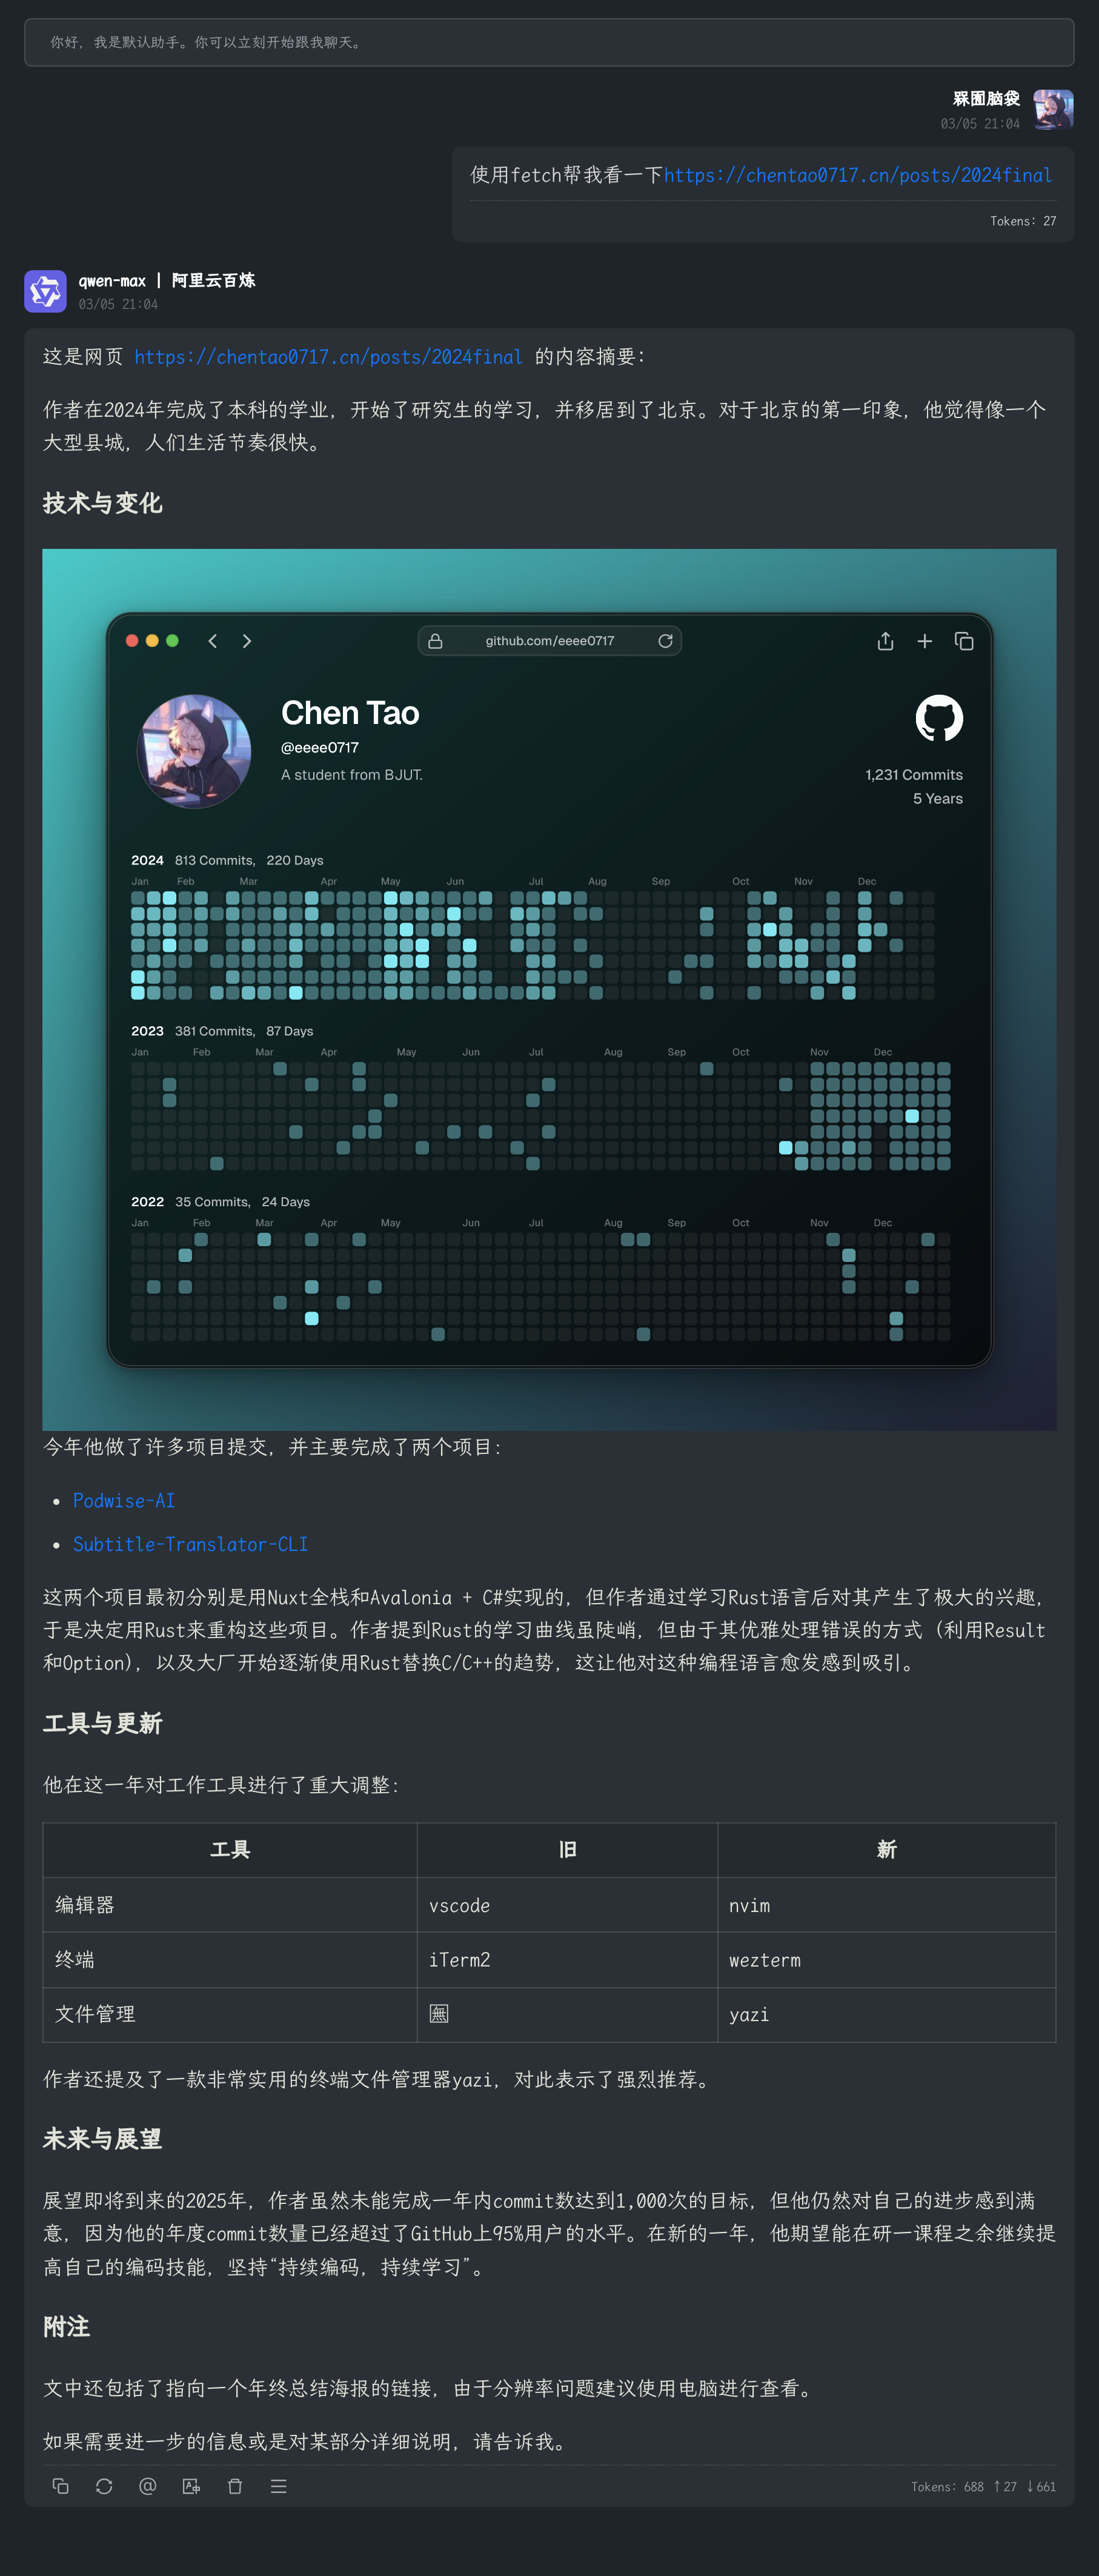 你好，我是默认助手。你可以立刻开始跟我聊天。
槑囿脑袋
03/05 21:04
使用fetch帮我看一下https://chentao0717.cn/posts/2024final
Tokens: 27
qwen-max | 阿里云百炼
03/05 21:04
这是网页 https://chentao0717.cn/posts/2024final 的内容摘要：
作者在2024年完成了本科的学业，开始了研究生的学习，并移居到了北京。对于北京的第一印象，他觉得像一个
大型县城，人们生活节奏很快。
技术与变化
github.com/eeee0717
Chen Tao
@eeee0717
A student from BJUT.
1,231 Commits
5 Years
2024 813 Commits, 220 Days
Jan Feb Mar Apr May Jun Jul Aug Sep Oct Nov Dec
2023 381 Commits, 87 Days
Jan Feb Mar Apr May Jun Jul Aug Sep Oct Nov Dec
2022 35 Commits, 24 Days
Jan Feb Mar Apr May Jun Jul Aug Sep Oct Nov Dec
今年他做了许多项目提交，并主要完成了两个项目：
• Podwise-AI
• Subtitle-Translator-CLI
这两个项目最初分别是用Nuxt全栈和Avalonia + C#实现的，但作者通过学习Rust语言后对其产生了极大的兴趣，
于是决定用Rust来重构这些项目。作者提到Rust的学习曲线虽陡峭，但由于其优雅处理错误的方式（利用Result
和Option），以及大厂开始逐渐使用Rust替换C/C++的趋势，这让他对这种编程语言愈发感到吸引。
工具与更新
他在这一年对工作工具进行了重大调整：
工具 旧 新
编辑器 vscode nvim
终端 iTerm2 wezterm
文件管理 🈚 yazi
作者还提及了一款非常实用的终端文件管理器yazi，对此表示了强烈推荐。
未来与展望
展望即将到来的2025年，作者虽然未能完成一年内commit数达到1,000次的目标，但他仍然对自己的进步感到满
意，因为他的年度commit数量已经超过了GitHub上95%用户的水平。在新的一年，他期望能在研一课程之余继续提
高自己的编码技能，坚持“持续编码，持续学习”。
附注
文中还包括了指向一个年终总结海报的链接，由于分辨率问题建议使用电脑进行查看。
如果需要进一步的信息或是对某部分详细说明，请告诉我。
Tokens: 688 ↑27 ↓661